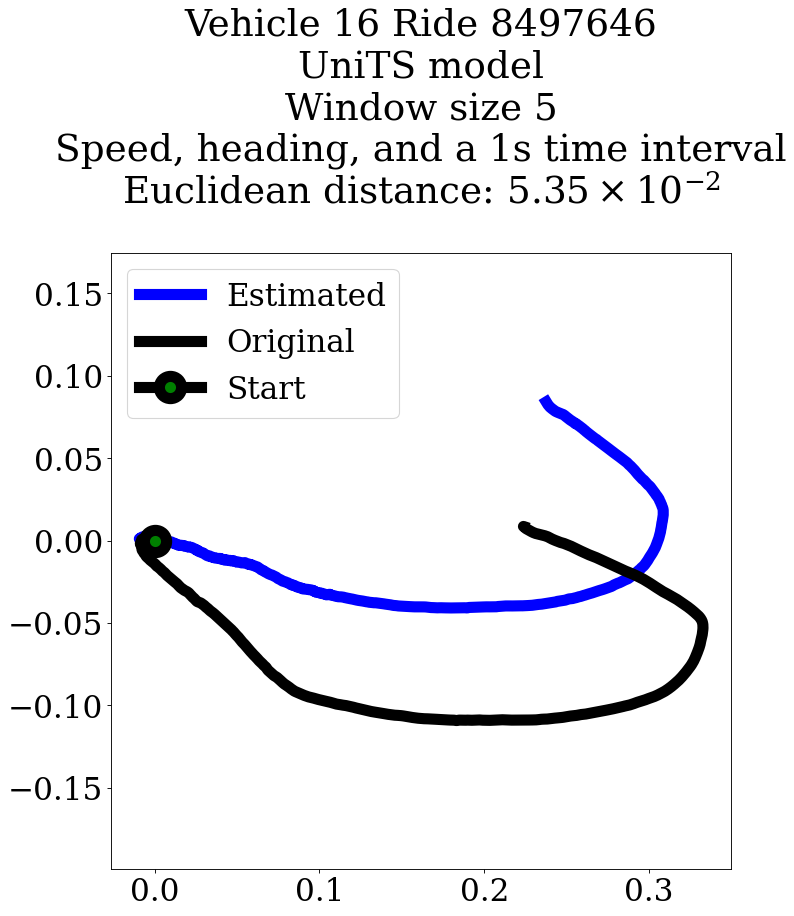 Vehicle 16 Ride 8497646
UniTS model
Window size 5
Speed, heading, and a 1s time interval
Euclidean distance: 5.35 × 10⁻²
0.15
0.10
0.05
0.00
−0.05
−0.10
−0.15
Estimated
Original
Start
0.0
0.1
0.2
0.3